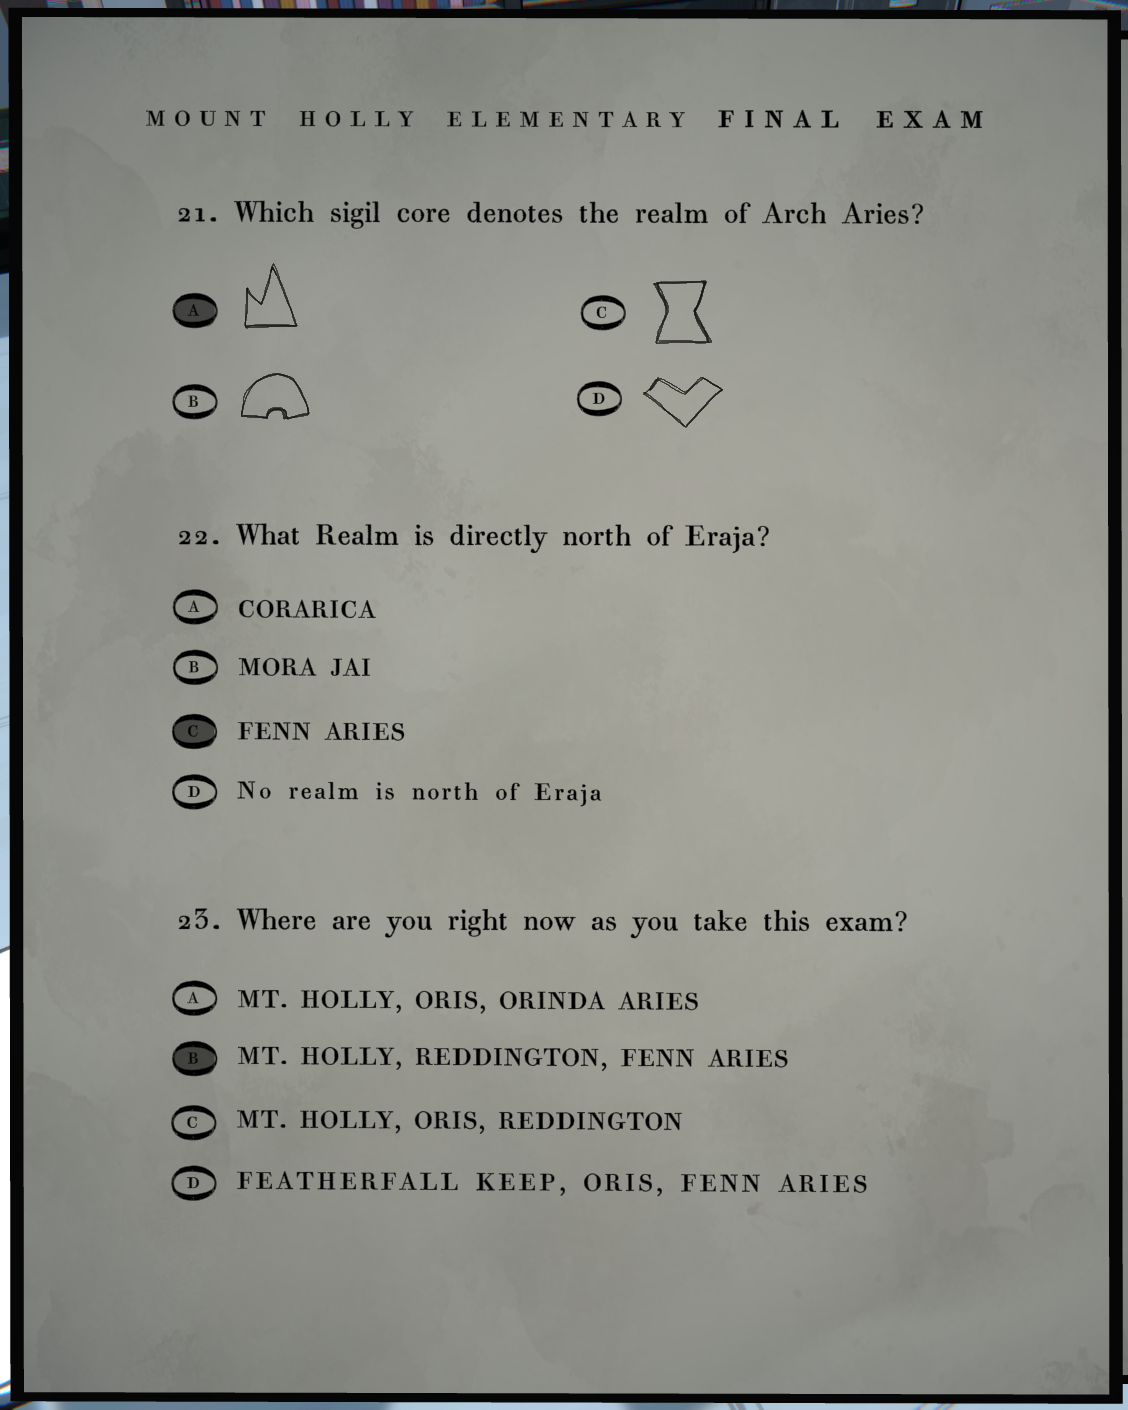 MOUNT HOLLY ELEMENTARY FINAL EXAM
21. Which sigil core denotes the realm of Arch Aries?
A
C
B
D
22. What Realm is directly north of Eraja?
A CORARICA
B MORA JAI
C FENN ARIES
D No realm is north of Eraja
23. Where are you right now as you take this exam?
A MT. HOLLY, ORIS, ORINDA ARIES
B MT. HOLLY, REDDINGTON, FENN ARIES
C MT. HOLLY, ORIS, REDDINGTON
D FEATHERFALL KEEP, ORIS, FENN ARIES